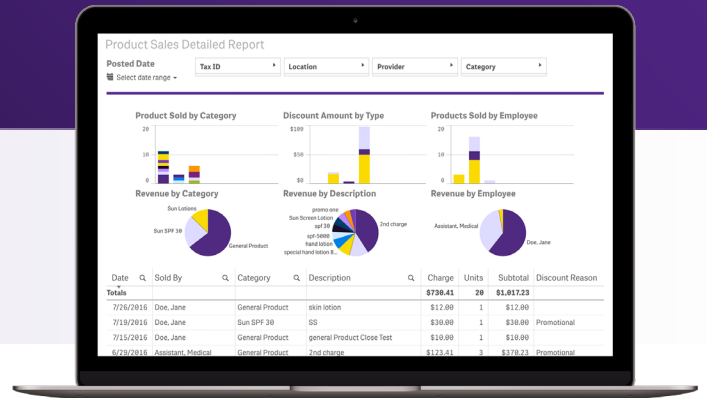 Product Sales Detailed Report
Posted Date
Select date range
Tax ID
Location
Provider
Category
Product Sold by Category
Discount Amount by Type
Products Sold by Employee
20
10
0
$100
$50
$0
20
10
0
Revenue by Category
Revenue by Description
Revenue by Employee
Sun Lotions
Sun SPF 30
General Product
promo one
Sun Screen Lotion
spf 30
spf-5000
hand lotion
special hand lotion 8...
2nd charge
Assistant, Medical
Doe, Jane
Date Sold By Category Description Charge Units Subtotal Discount Reason
Totals $730.41 20 $1,017.23
7/26/2016 Doe, Jane General Product skin lotion $12.00 1 $12.00
7/19/2016 Doe, Jane Sun SPF 30 SS $30.00 1 $30.00 Promotional
7/15/2016 Doe, Jane General Product general Product Close Test $10.00 1 $10.00
6/29/2016 Assistant, Medical General Product 2nd charge $123.41 3 $370.23 Promotional